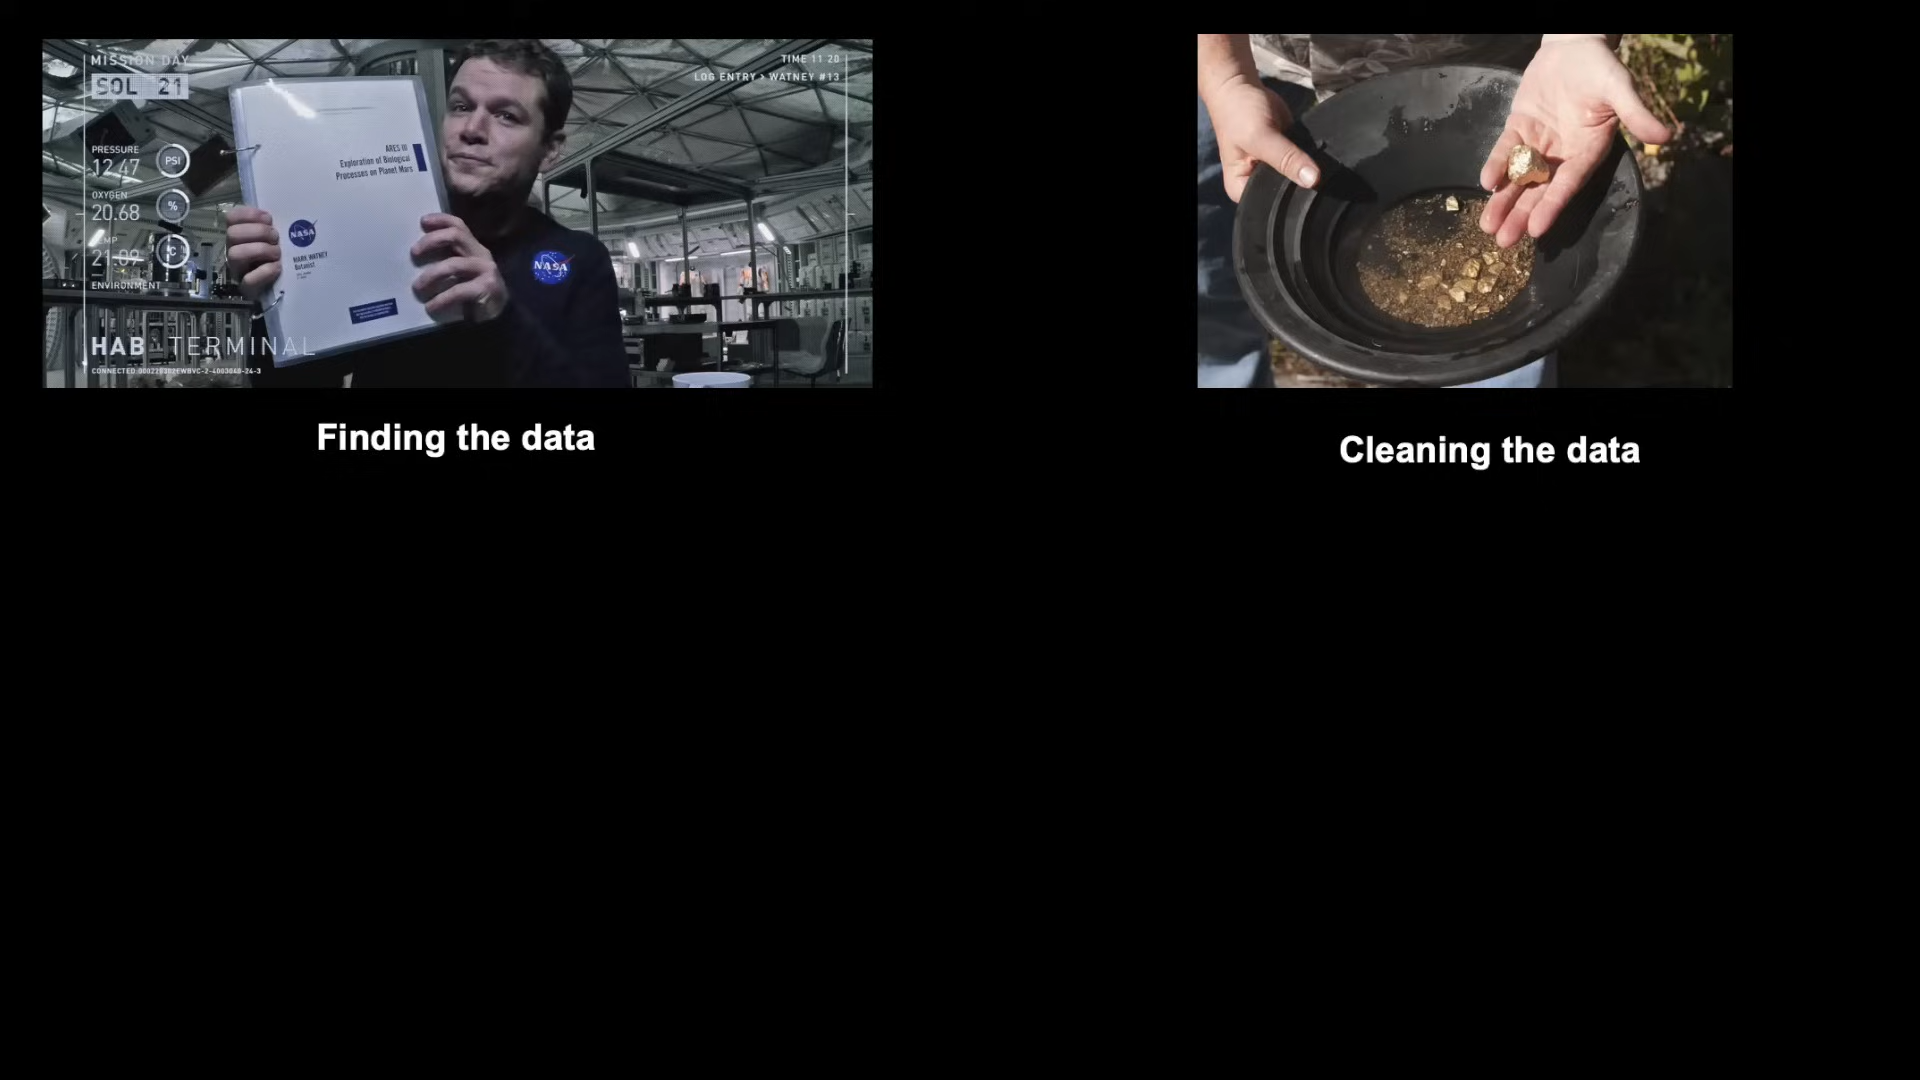 MISSION DAY
SOL 21
TIME 11 20
LOG ENTRY > WATNEY #13
PRESSURE
12.47
PSI
OXYGEN
20.68
%
TEMP
21.09
°C
ENVIRONMENT
HAB TERMINAL
ARES III
Exploration of Biological
Processes on Planet Mars
NASA
MARK WATNEY
Botanist
NASA
Finding the data
Cleaning the data